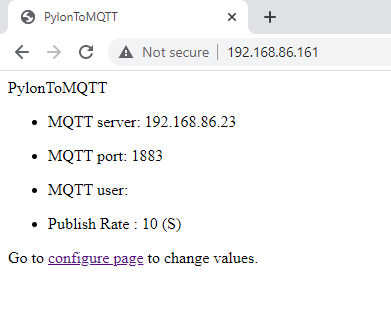 PylonToMQTT
Not secure | 192.168.86.161
PylonToMQTT
• MQTT server: 192.168.86.23
• MQTT port: 1883
• MQTT user:
• Publish Rate : 10 (S)
Go to configure page to change values.